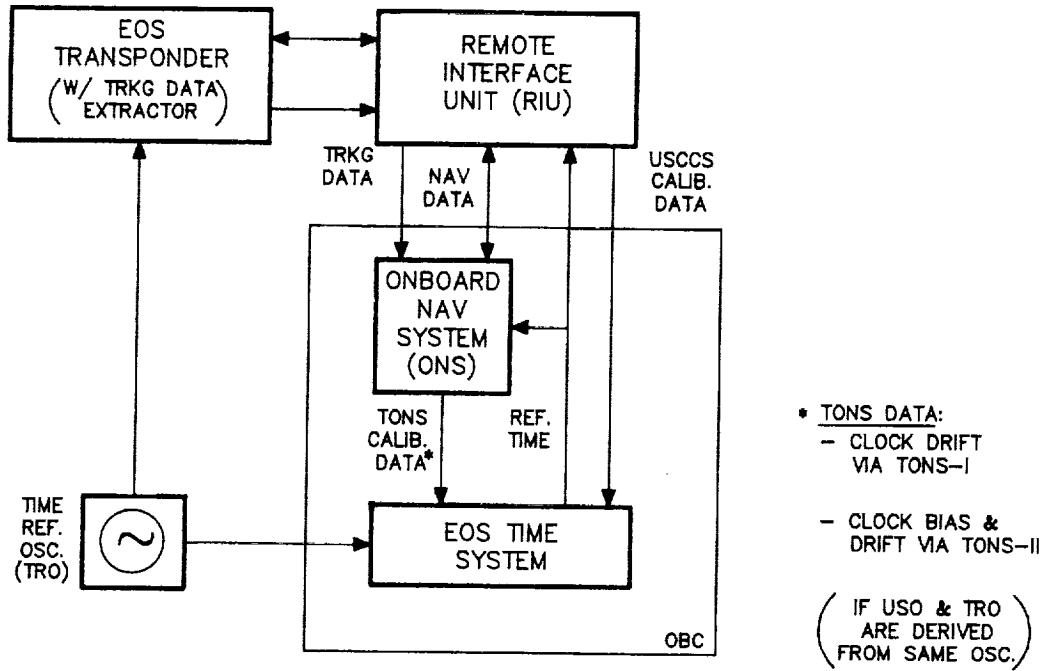 EOS
TRANSPONDER
(W/ TRKG DATA
EXTRACTOR)
REMOTE
INTERFACE
UNIT (RIU)
TRKG
DATA
NAV
DATA
USCCS
CALIB.
DATA
ONBOARD
NAV
SYSTEM
(ONS)
TONS
CALIB.
DATA*
REF.
TIME
TIME
REF.
OSC.
(TRO)
~
EOS TIME
SYSTEM
OBC
* TONS DATA:
– CLOCK DRIFT
VIA TONS–I
– CLOCK BIAS &
DRIFT VIA TONS–II
(IF USO & TRO
ARE DERIVED
FROM SAME OSC.)